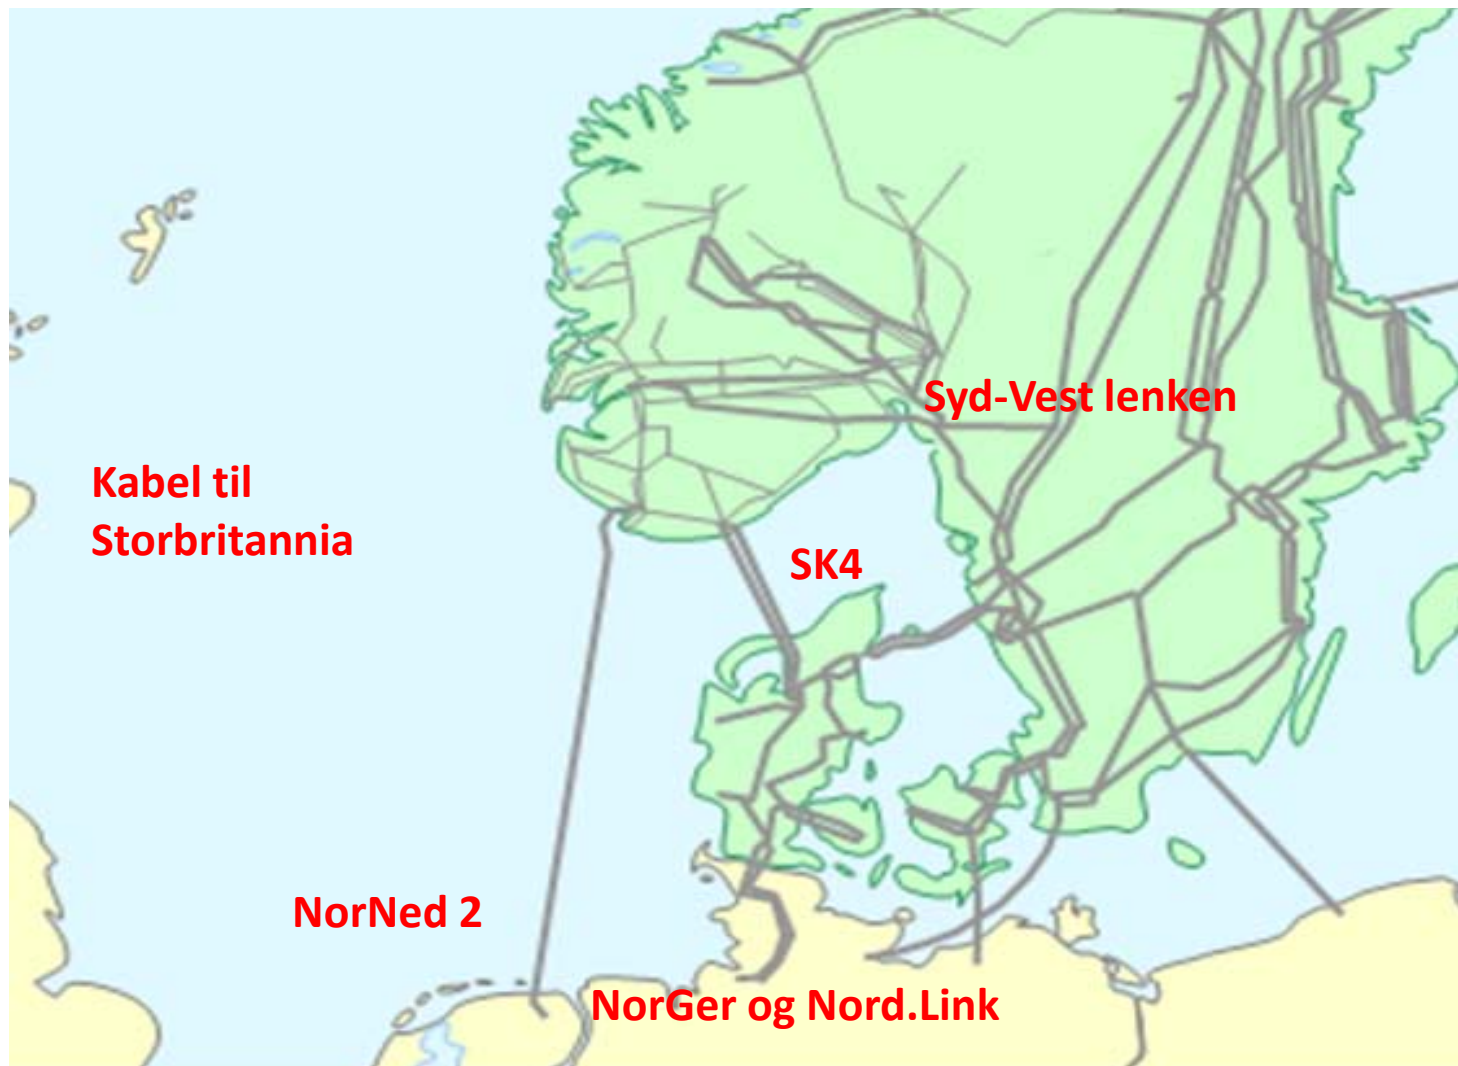 Syd-Vest lenken
Kabel til
Storbritannia
SK4
NorNed 2
NorGer og Nord.Link